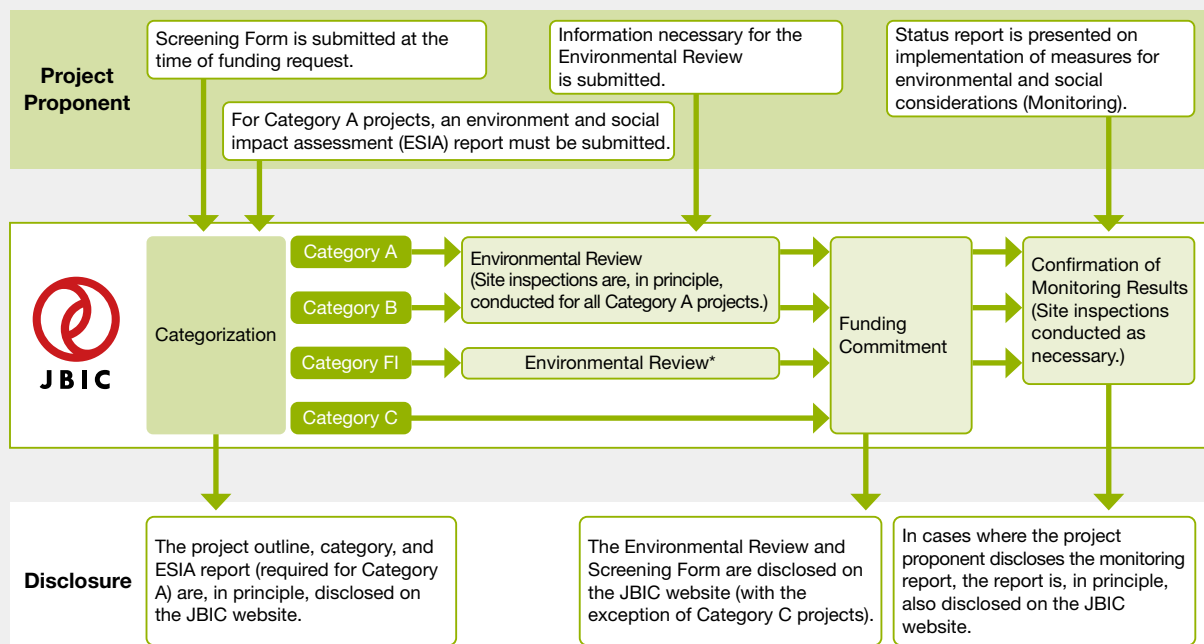 Project
Proponent
Screening Form is submitted at the
time of funding request.
For Category A projects, an environment and social
impact assessment (ESIA) report must be submitted.
Information necessary for the
Environmental Review
is submitted.
Status report is presented on
implementation of measures for
environmental and social
considerations (Monitoring).
JBIC
Categorization
Category A
Category B
Category FI
Category C
Environmental Review
(Site inspections are, in principle,
conducted for all Category A projects.)
Environmental Review*
Funding
Commitment
Confirmation of
Monitoring Results
(Site inspections
conducted as
necessary.)
Disclosure
The project outline, category, and
ESIA report (required for Category
A) are, in principle, disclosed on
the JBIC website.
The Environmental Review and
Screening Form are disclosed on
the JBIC website (with the
exception of Category C projects).
In cases where the project
proponent discloses the monitoring
report, the report is, in principle,
also disclosed on the JBIC
website.